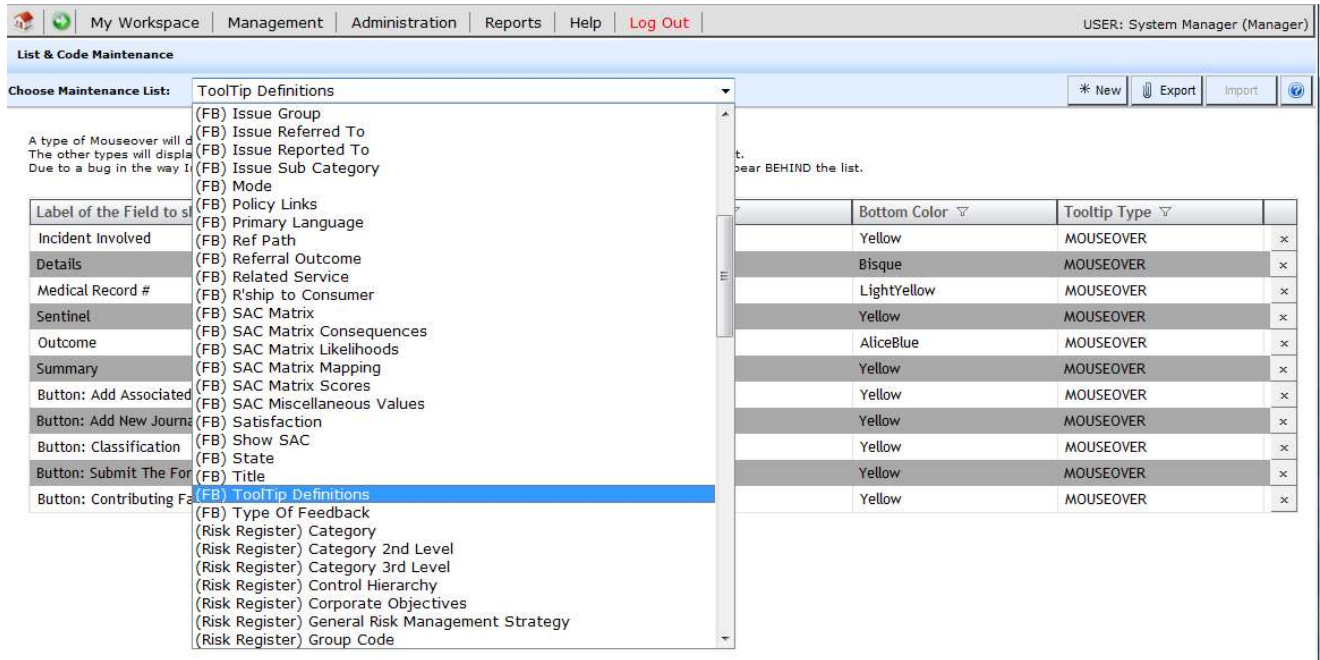 My Workspace Management Administration Reports Help Log Out USER: System Manager (Manager)
List & Code Maintenance
Choose Maintenance List: ToolTip Definitions New Export Import
(FB) Issue Group
(FB) Issue Referred To
(FB) Issue Reported To
(FB) Issue Sub Category
(FB) Mode
(FB) Policy Links
(FB) Primary Language
(FB) Ref Path
(FB) Referral Outcome
(FB) Related Service
(FB) R'ship to Consumer
(FB) SAC Matrix
(FB) SAC Matrix Consequences
(FB) SAC Matrix Likelihoods
(FB) SAC Matrix Mapping
(FB) SAC Matrix Scores
(FB) SAC Miscellaneous Values
(FB) Satisfaction
(FB) Show SAC
(FB) State
(FB) Title
(FB) ToolTip Definitions
(FB) Type Of Feedback
(Risk Register) Category
(Risk Register) Category 2nd Level
(Risk Register) Category 3rd Level
(Risk Register) Control Hierarchy
(Risk Register) Corporate Objectives
(Risk Register) General Risk Management Strategy
(Risk Register) Group Code
A type of Mouseover will
The other types will
Due to a bug in the way BEHIND the list.
Label of the Field to Bottom Color Tooltip Type
Incident Involved Yellow MOUSEOVER x
Details Bisque MOUSEOVER x
Medical Record # LightYellow MOUSEOVER x
Sentinel Yellow MOUSEOVER x
Outcome AliceBlue MOUSEOVER x
Summary Yellow MOUSEOVER x
Button: Add Associated Yellow MOUSEOVER x
Button: Add New Yellow MOUSEOVER x
Button: Classification Yellow MOUSEOVER x
Button: Submit The Yellow MOUSEOVER x
Button: Contributing Yellow MOUSEOVER x